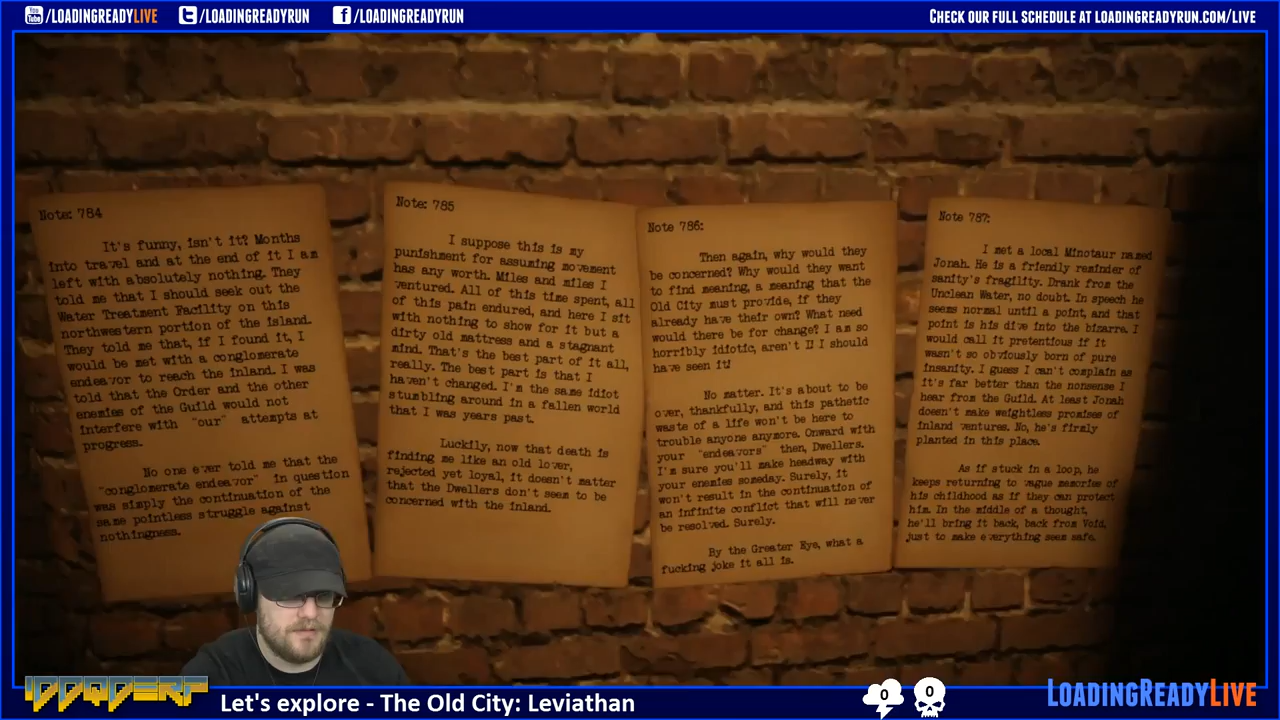 /LOADINGREADYLIVE
/LOADINGREADYRUN
/LOADINGREADYRUN
CHECK OUR FULL SCHEDULE AT LOADINGREADYRUN.COM/LIVE
Note: 784
It's funny, isn't it? Months
into travel and at the end of it I am
left with absolutely nothing. They
told me that I should seek out the
Water Treatment Facility on this
northwestern portion of the island.
They told me that, if I found it, I
would be met with a conglomerate
endeavor to reach the inland. I was
told that the Order and the other
enemies of the Guild would not
interfere with "our" attempts at
progress.
No one ever told me that the
"conglomerate endeavor" in question
was simply the continuation of the
same pointless struggle against
nothingness.
Note: 785
I suppose this is my
punishment for assuming movement
has any worth. Miles and miles I
ventured. All of this time spent, all
of this pain endured, and here I sit
with nothing to show for it but a
dirty old mattress and a stagnant
mind. That's the best part of it all,
really. The best part is that I
haven't changed. I'm the same idiot
stumbling around in a fallen world
that I was years past.
Luckily, now that death is
finding me like an old lover,
rejected yet loyal, it doesn't matter
that the Dwellers don't seem to be
concerned with the inland.
Note 786:
Then again, why would they
be concerned? Why would they want
to find meaning, a meaning that the
Old City must provide, if they
already have their own? What need
would there be for change? I am so
horribly idiotic, aren't I! I should
have seen it!
No matter. It's about to be
over, thankfully, and this pathetic
waste of a life won't be here to
trouble anyone anymore. Onward with
your "endeavors" then, Dwellers.
I'm sure you'll make headway with
your enemies someday. Surely, it
won't result in the continuation of
an infinite conflict that will never
be resolved. Surely.
By the Greater Eye, what a
fucking joke it all is.
Note 787:
I met a local Minotaur named
Jonah. He is a friendly reminder of
sanity's fragility. Drank from the
Unclean Water, no doubt. In speech he
seems normal until a point, and that
point is his dive into the bizarre. I
would call it pretentious if it
wasn't so obviously born of pure
insanity. I guess I can't complain as
it's far better than the nonsense I
hear from the Guild. At least Jonah
doesn't make weightless promises of
inland ventures. No, he's firmly
planted in this place.
As if stuck in a loop, he
keeps returning to vague memories of
his childhood as if they can protect
him. In the middle of a thought,
he'll bring it back, back from Void,
just to make everything seem safe.
IDDQDERP
Let's explore - The Old City: Leviathan
0
0
LOADINGREADYLIVE